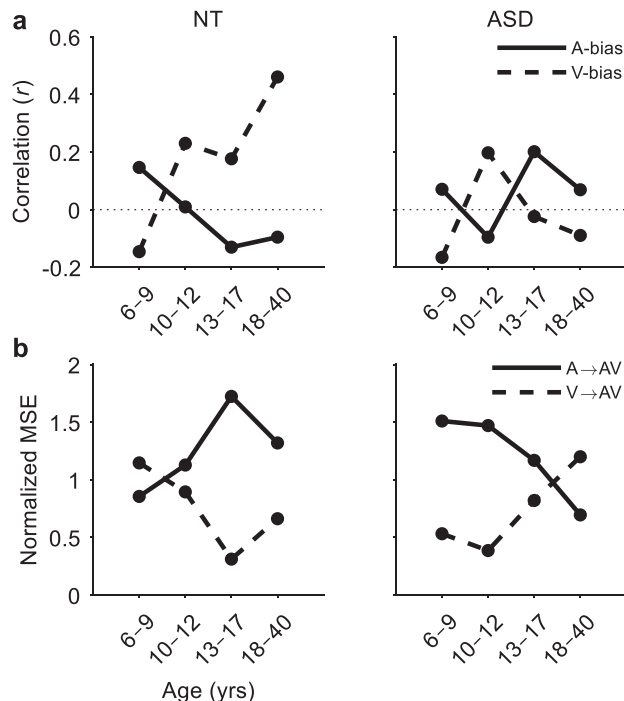 a
NT
ASD
Correlation (r)
0.6
0.4
0.2
0
-0.2
A-bias
V-bias
6–9
10–12
13–17
18–40
6–9
10–12
13–17
18–40
b
Normalized MSE
2
1.5
1
0.5
0
A→AV
V→AV
6–9
10–12
13–17
18–40
6–9
10–12
13–17
18–40
Age (yrs)